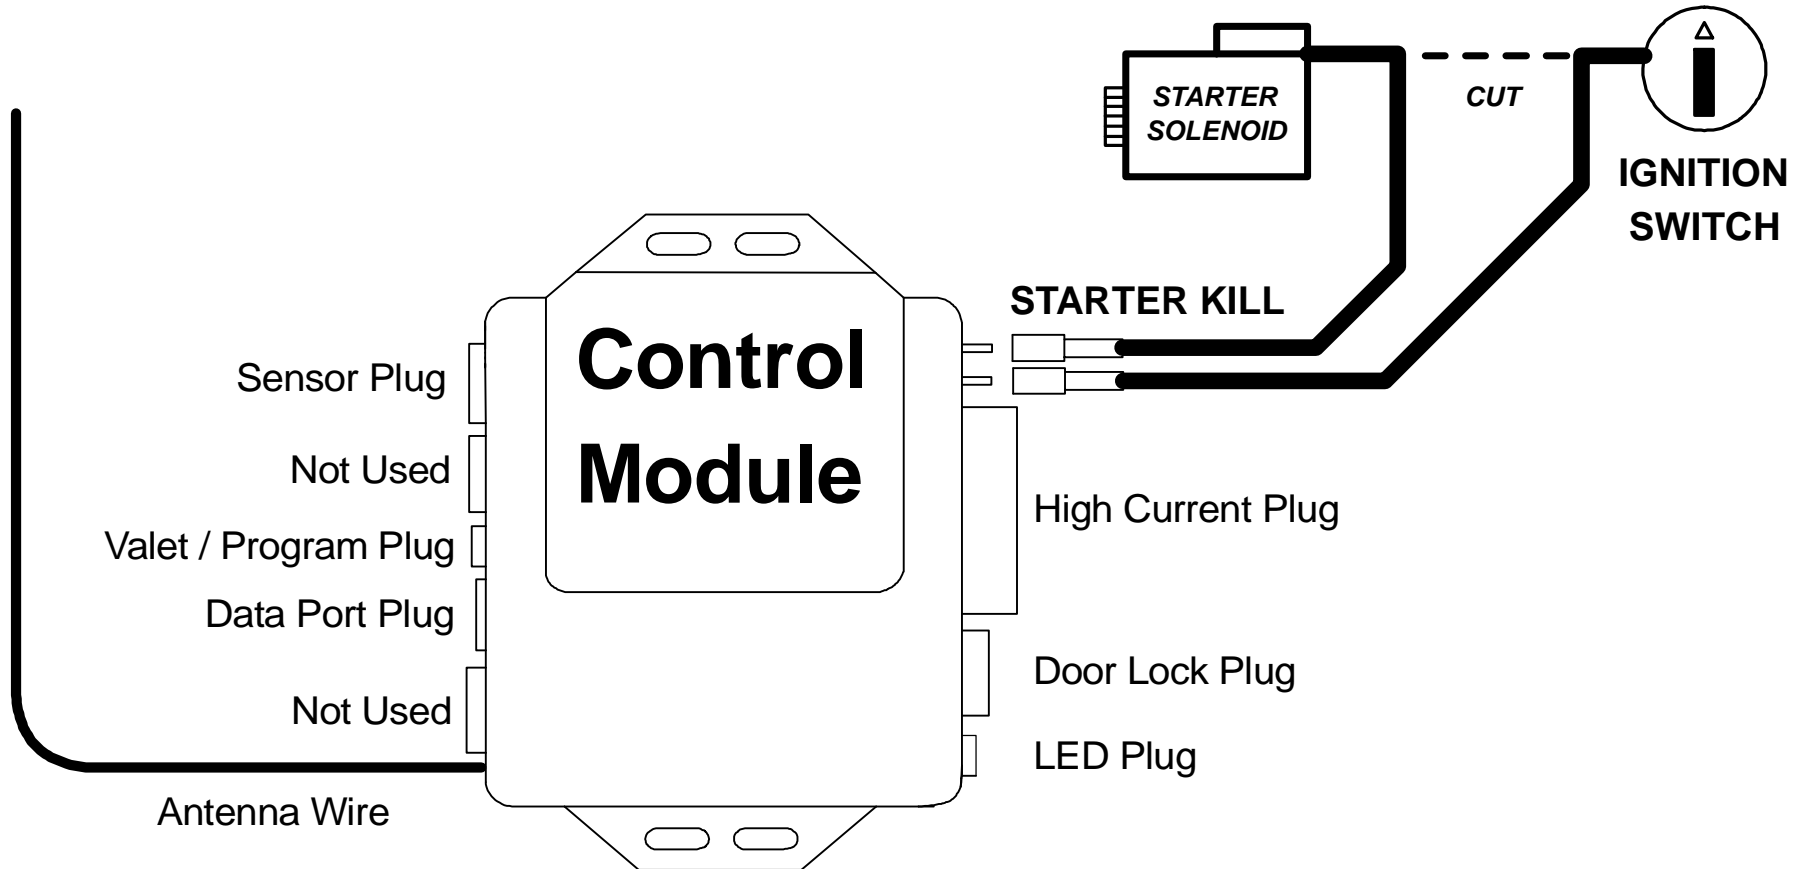 STARTER
SOLENOID
CUT
IGNITION
SWITCH
STARTER KILL
Control
Module
Sensor Plug
Not Used
Valet / Program Plug
Data Port Plug
Not Used
Antenna Wire
High Current Plug
Door Lock Plug
LED Plug